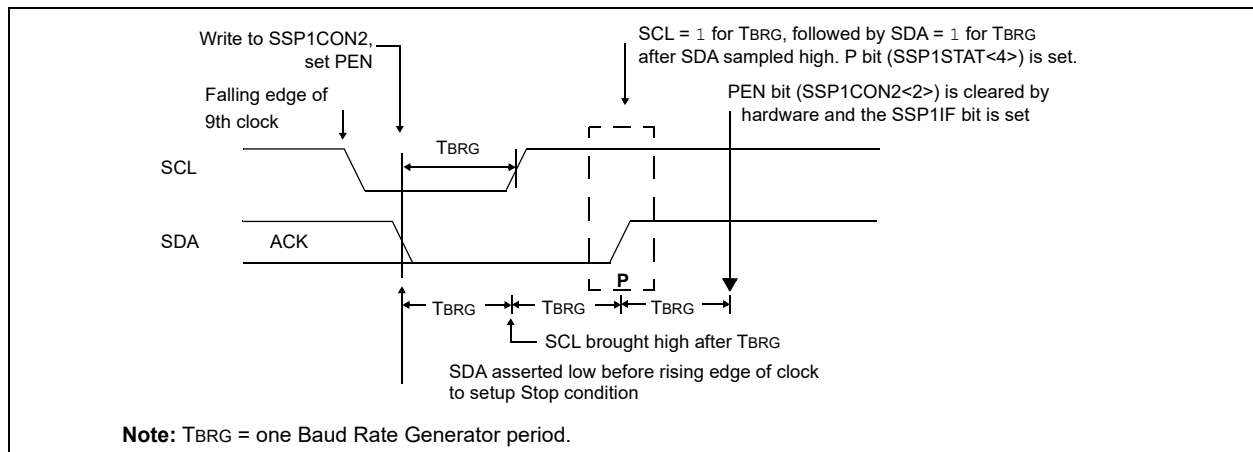 Write to SSP1CON2,
set PEN
SCL = 1 for TBRG, followed by SDA = 1 for TBRG
after SDA sampled high. P bit (SSP1STAT<4>) is set.
PEN bit (SSP1CON2<2>) is cleared by
hardware and the SSP1IF bit is set
Falling edge of
9th clock
TBRG
SCL
SDA
ACK
P
TBRG
TBRG
TBRG
SCL brought high after TBRG
SDA asserted low before rising edge of clock
to setup Stop condition
Note: TBRG = one Baud Rate Generator period.